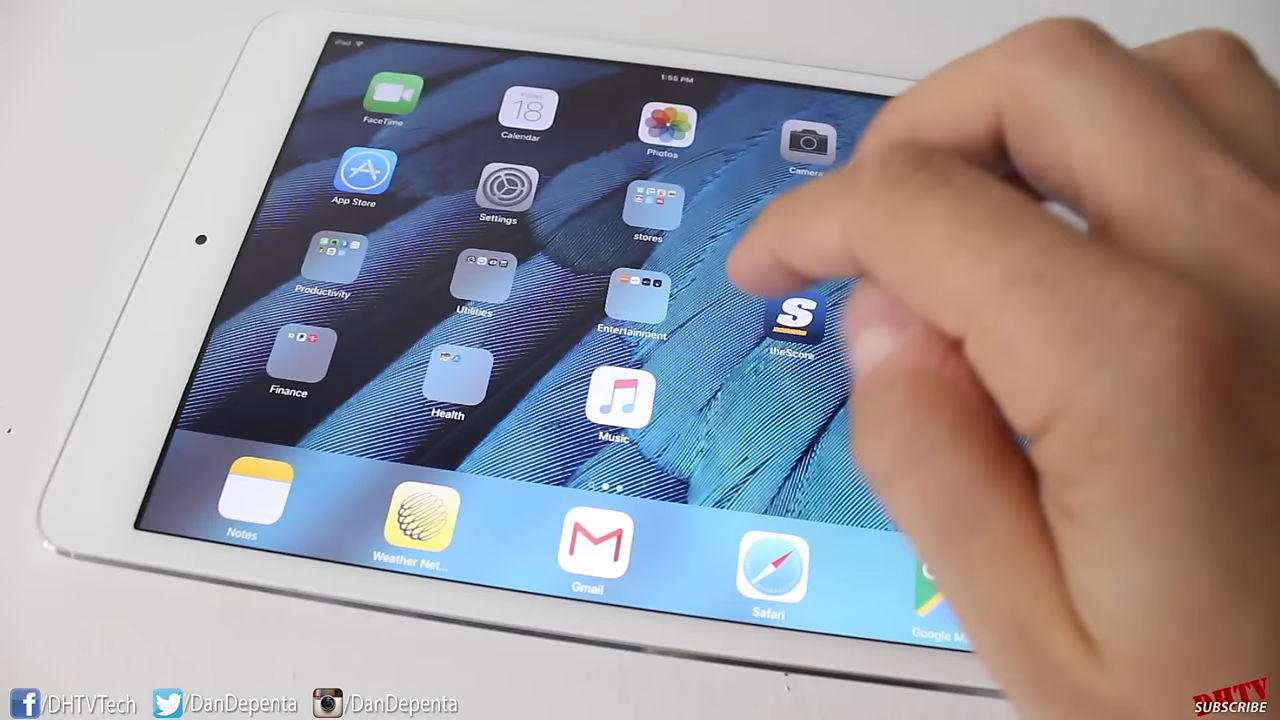 iPad
1:55 PM
FaceTime
Calendar
18
Photos
Camera
App Store
Settings
stores
Productivity
Utilities
Entertainment
S
theScore
Finance
Health
Music
Notes
Weather Net...
Gmail
Safari
Google M
/DHTVTech
/DanDepenta
/DanDepenta
DHTV
SUBSCRIBE